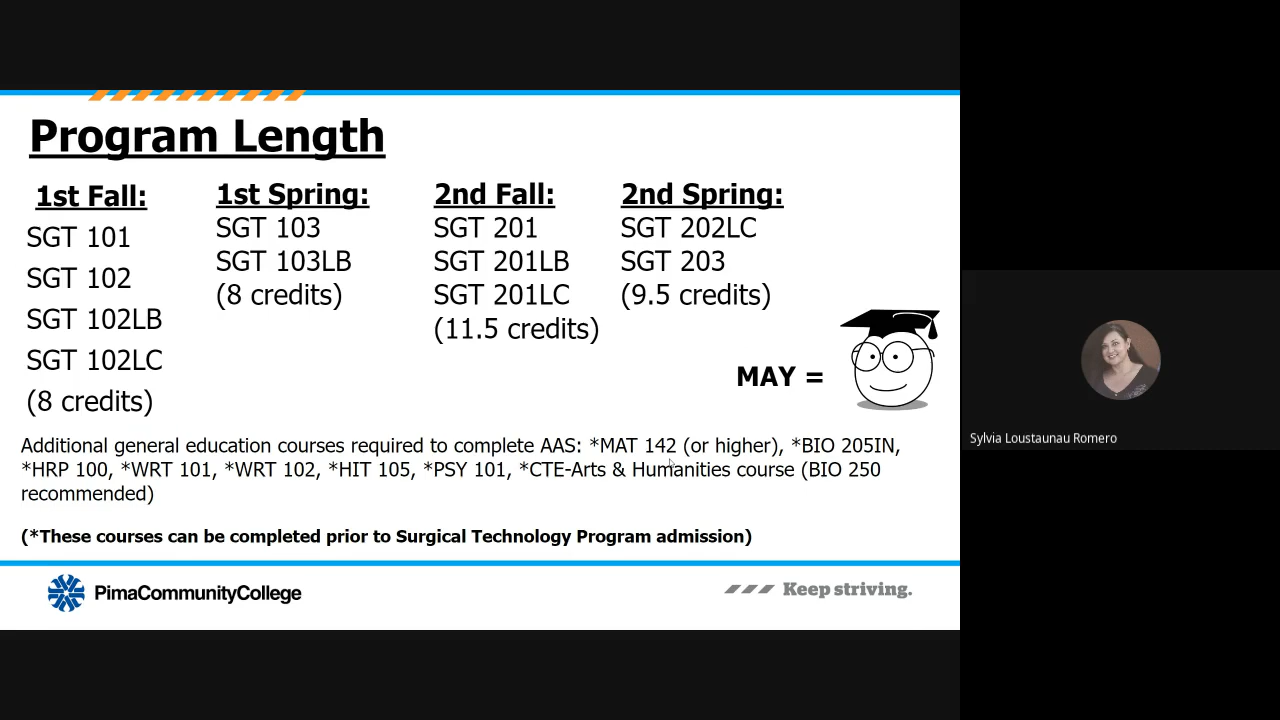 Program Length
1st Fall:
SGT 101
SGT 102
SGT 102LB
SGT 102LC
(8 credits)
1st Spring:
SGT 103
SGT 103LB
(8 credits)
2nd Fall:
SGT 201
SGT 201LB
SGT 201LC
(11.5 credits)
2nd Spring:
SGT 202LC
SGT 203
(9.5 credits)
MAY =
Additional general education courses required to complete AAS: *MAT 142 (or higher), *BIO 205IN,
*HRP 100, *WRT 101, *WRT 102, *HIT 105, *PSY 101, *CTE-Arts & Humanities course (BIO 250
recommended)
(*These courses can be completed prior to Surgical Technology Program admission)
PimaCommunityCollege
Keep striving.
Sylvia Loustaunau Romero